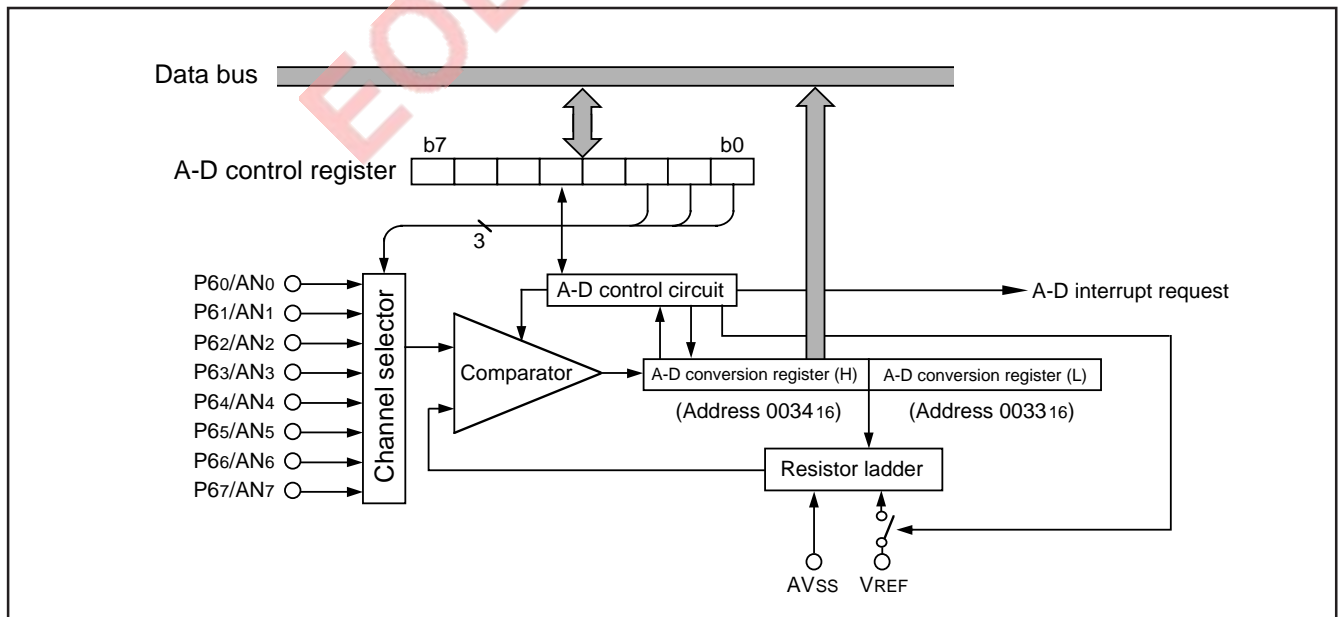 EOL
Data bus
b7 b0
A-D control register
3
P60/AN0
P61/AN1
P62/AN2
P63/AN3
P64/AN4
P65/AN5
P66/AN6
P67/AN7
Channel selector
A-D control circuit
A-D interrupt request
Comparator
A-D conversion register (H) A-D conversion register (L)
(Address 003416) (Address 003316)
Resistor ladder
AVSS VREF